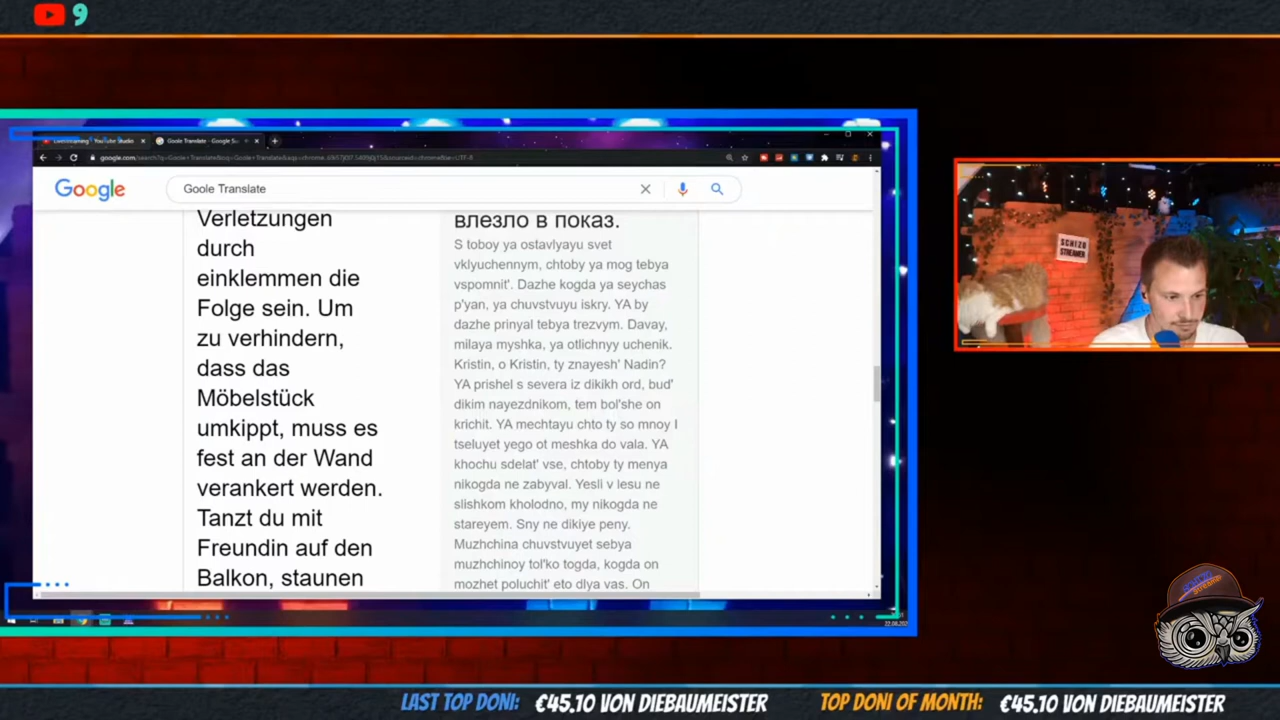 9
Livestreaming - YouTube Studio
Goole Translate - Google S
Google
Goole Translate
Verletzungen
durch
einklemmen die
Folge sein. Um
zu verhindern,
dass das
Möbelstück
umkippt, muss es
fest an der Wand
verankert werden.
Tanzt du mit
Freundin auf den
Balkon, staunen
влезло в показ.
S toboy ya ostavlyayu svet
vklyuchennym, chtoby ya mog tebya
vspomnit'. Dazhe kogda ya seychas
p'yan, ya chuvstvuyu iskry. YA by
dazhe prinyal tebya trezvym. Davay,
milaya myshka, ya otlichnyy uchenik.
Kristin, o Kristin, ty znayesh' Nadin?
YA prishel s severa iz dikikh ord, bud'
dikim nayezdnikom, tem bol'she on
krichit. YA mechtayu chto ty so mnoy I
tseluyet yego ot meshka do vala. YA
khochu sdelat' vse, chtoby ty menya
nikogda ne zabyval. Yesli v lesu ne
slishkom kholodno, my nikogda ne
stareyem. Sny ne dikiye peny.
Muzhchina chuvstvuyet sebya
muzhchinoy tol'ko togda, kogda on
mozhet poluchit' eto dlya vas. On
SCHIZO
STREAMER
LAST TOP DONI: €45.10 VON DIEBAUMEISTER
TOP DONI OF MONTH: €45.10 VON DIEBAUMEISTER